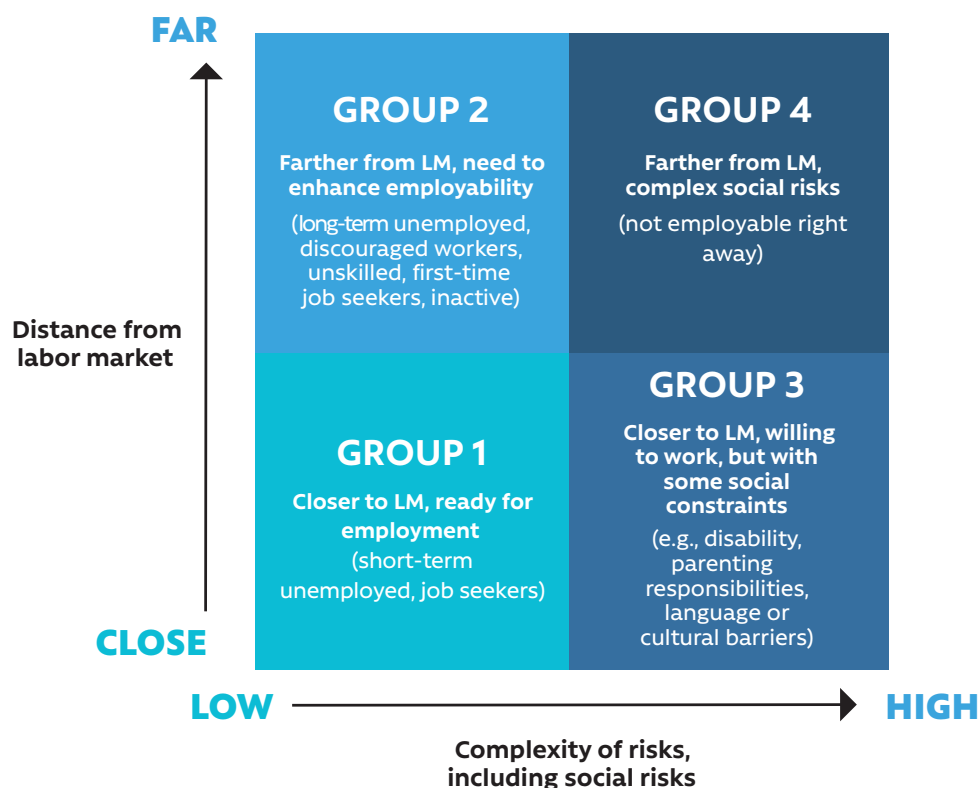 FAR
GROUP 2
Farther from LM, need to
enhance employability
(long-term unemployed,
discouraged workers,
unskilled, first-time
job seekers, inactive)
GROUP 4
Farther from LM,
complex social risks
(not employable right
away)
Distance from
labor market
GROUP 1
Closer to LM, ready for
employment
(short-term
unemployed, job seekers)
GROUP 3
Closer to LM, willing
to work, but with
some social
constraints
(e.g., disability,
parenting
responsibilities,
language or
cultural barriers)
CLOSE
LOW
HIGH
Complexity of risks,
including social risks